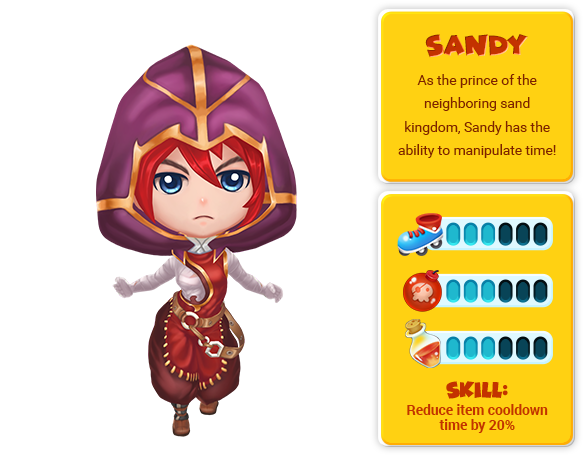 SANDY
As the prince of the
neighboring sand
kingdom, Sandy has the
ability to manipulate time!
SKILL:
Reduce item cooldown
time by 20%